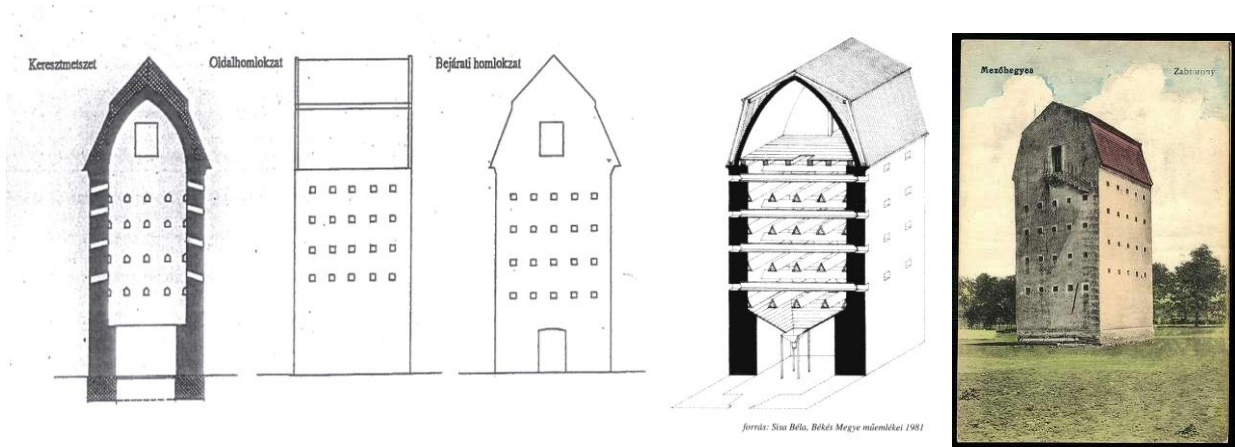 Keresztmetszet
Oldalhomlokzat
Bejárati homlokzat
forrás: Sisa Béla, Békés Megye műemlékei 1981
Mezőhegyes
Zabtorony